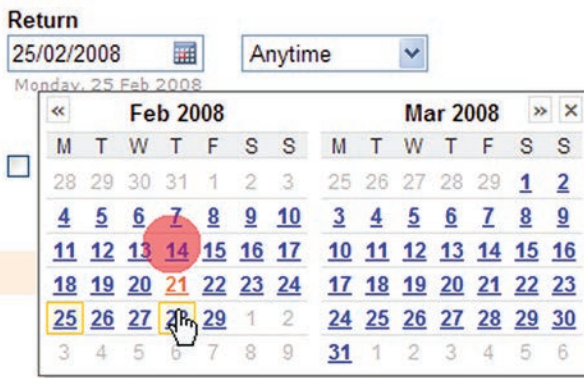 Return
25/02/2008
Anytime
Monday, 25 Feb 2008
« Feb 2008 Mar 2008 » ×
M T W T F S S M T W T F S S
28 29 30 31 1 2 3 25 26 27 28 29 1 2
4 5 6 7 8 9 10 3 4 5 6 7 8 9
11 12 13 14 15 16 17 10 11 12 13 14 15 16
18 19 20 21 22 23 24 17 18 19 20 21 22 23
25 26 27 29 1 2 24 25 26 27 28 29 30
3 4 5 6 7 8 9 31 1 2 3 4 5 6